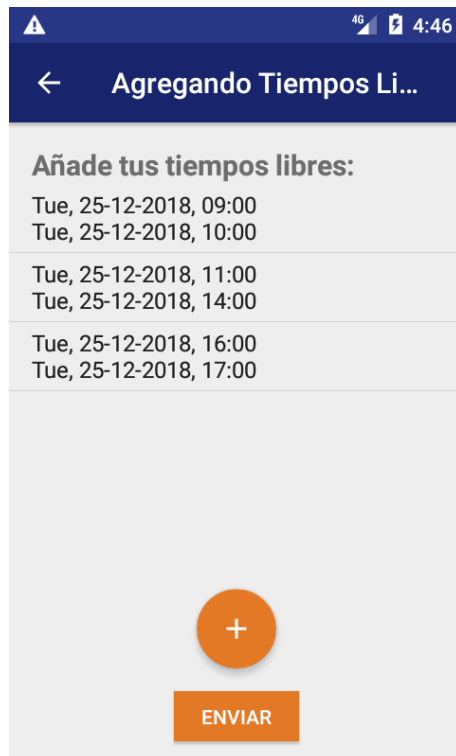 4G 4:46
Agregando Tiempos Li...
Añade tus tiempos libres:
Tue, 25-12-2018, 09:00
Tue, 25-12-2018, 10:00
Tue, 25-12-2018, 11:00
Tue, 25-12-2018, 14:00
Tue, 25-12-2018, 16:00
Tue, 25-12-2018, 17:00
+
ENVIAR